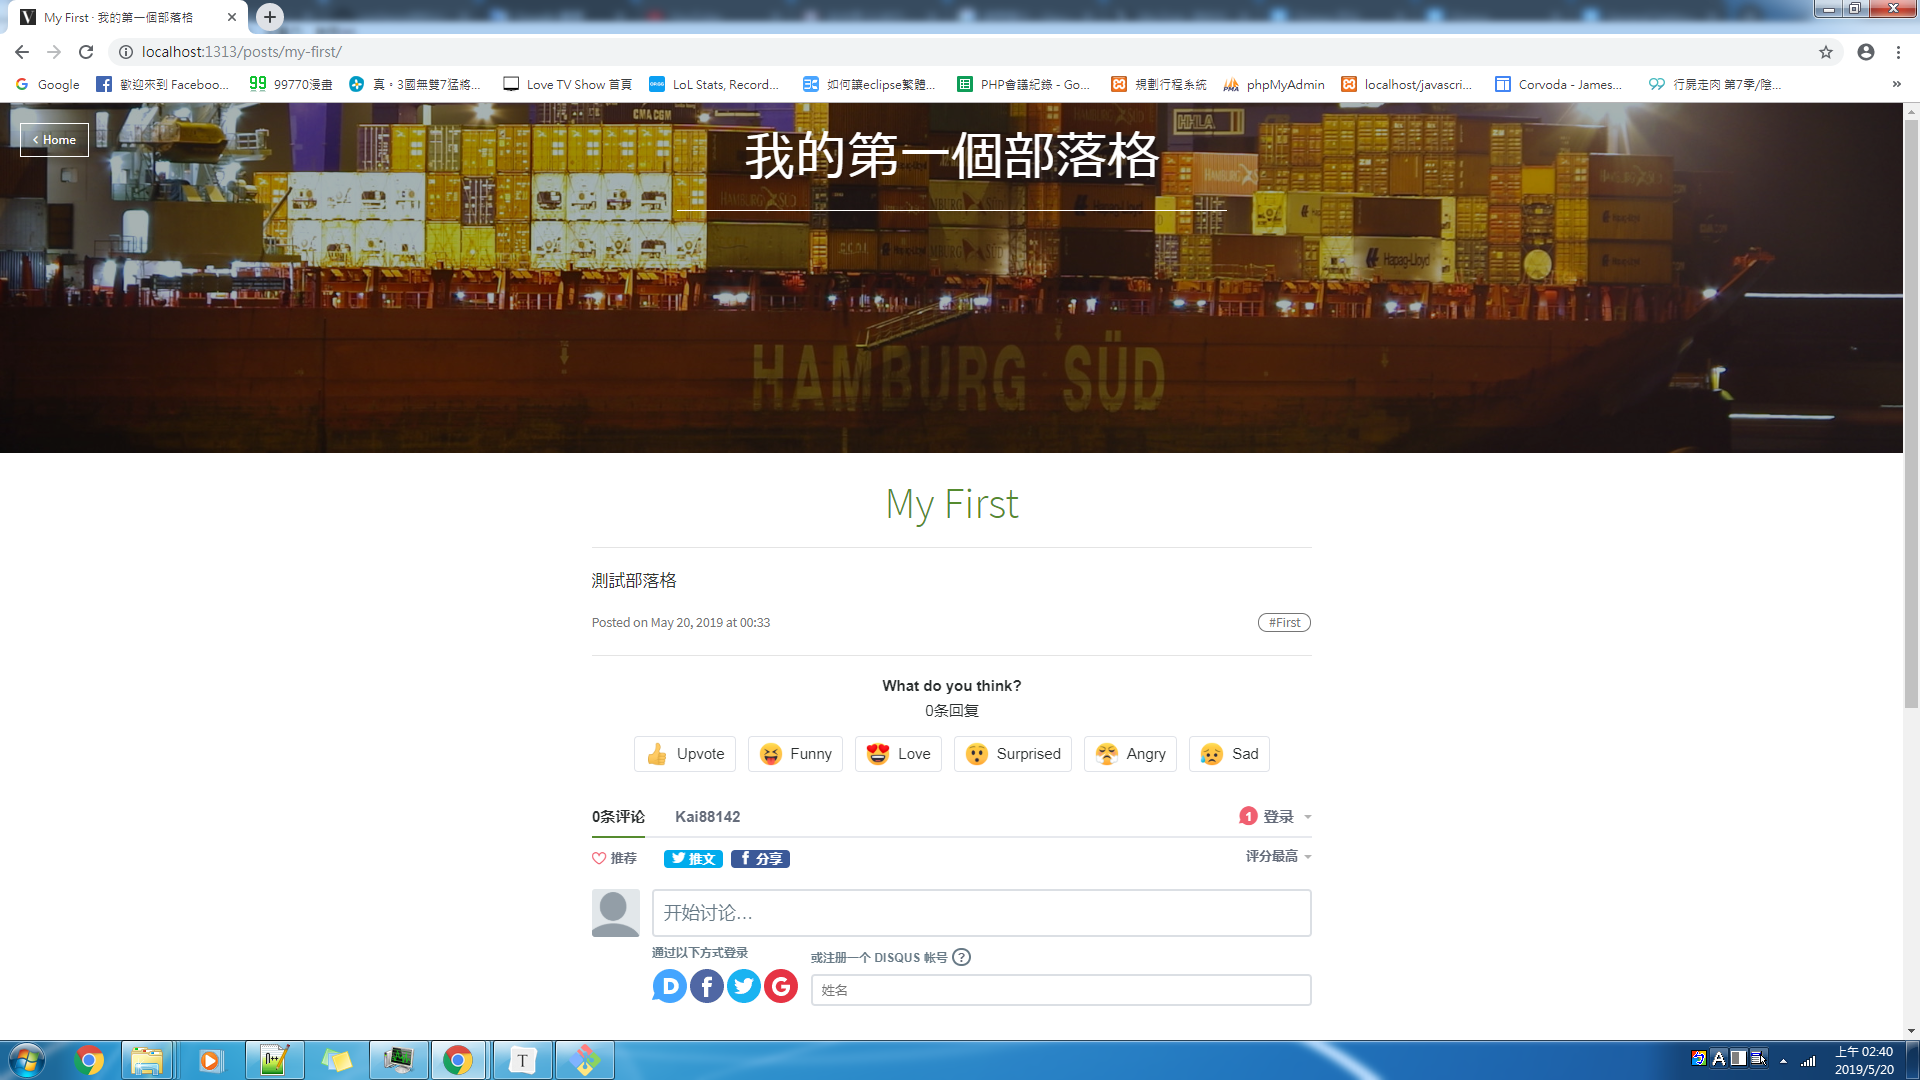 My First · 我的第一個部落格
localhost:1313/posts/my-first/
Google
歡迎來到 Faceboo...
99770漫畫
真。3國無雙7猛將...
Love TV Show 首頁
LoL Stats, Record...
如何讓eclipse繁體...
PHP會議紀錄 - Go...
規劃行程系統
phpMyAdmin
localhost/javascri...
Corvoda - James...
行屍走肉 第7季/陰...
Home
我的第一個部落格
CMA CGM
HAMBURG SÜD
Hapag-Lloyd
HAMBURG SÜD
My First
測試部落格
Posted on May 20, 2019 at 00:33
#First
What do you think?
0条回复
Upvote
Funny
Love
Surprised
Angry
Sad
0条评论
Kai88142
1 登录
推荐
推文
分享
评分最高
开始讨论...
通过以下方式登录
或注册一个 DISQUS 帐号 ?
姓名
上午 02:40
2019/5/20